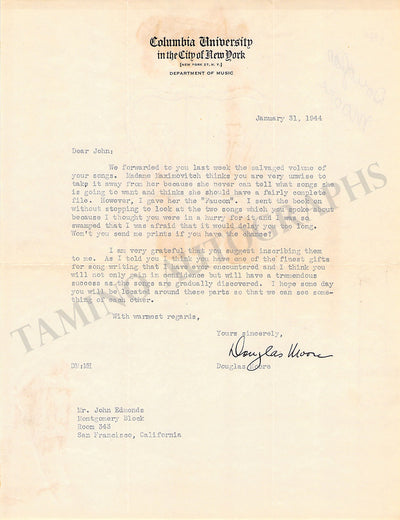 Columbia University
in the City of New York
[NEW YORK 27, N. Y.]
DEPARTMENT OF MUSIC
January 31, 1944
Dear John;
We forwarded to you last week the salvaged volume of
your songs. Madame Maximovitch thinks you are very unwise to
take it away from her because she never can tell what songs she
is going to want and thinks she should have a fairly complete
file. However, I gave her the "Faucon". I sent the book on
without stopping to look at the two songs which you spoke about
because I thought you were in a hurry for it and I was so
swamped that I was afraid that it would delay it too long.
Won't you send me prints if you have the chance?
I am very grateful that you suggest inscribing them
to me. As I told you I think you have one of the finest gifts
for song writing that I have ever encountered and I think you
will not only gain in confidence but will have a tremendous
success as the songs are gradually discovered. I hope some day
you will be located around these parts so that we can see some-
thing of each other.
With warmest regards,
Yours sincerely,
Douglas Moore
Douglas Moore
DM:MH
Mr. John Edmonds
Montgomery Block
Room 343
San Francisco, California
TAMINO AUTOGRAPHS